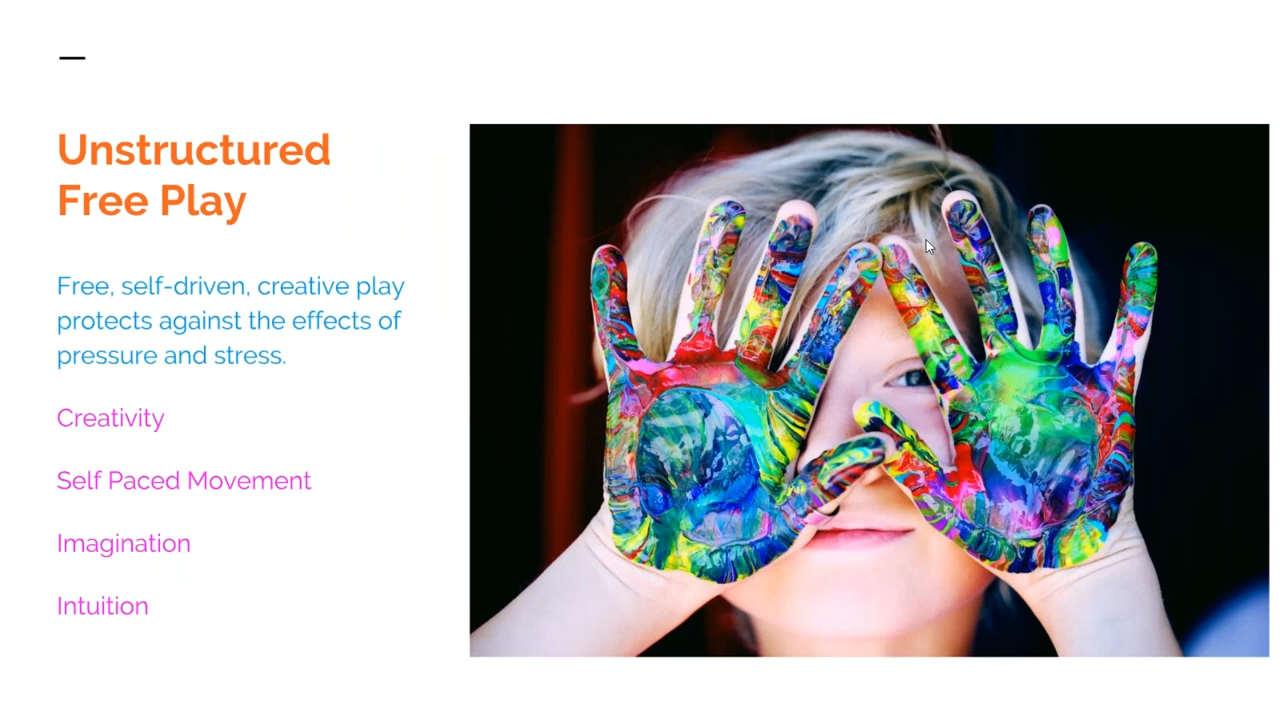 Unstructured
Free Play
Free, self-driven, creative play
protects against the effects of
pressure and stress.
Creativity
Self Paced Movement
Imagination
Intuition